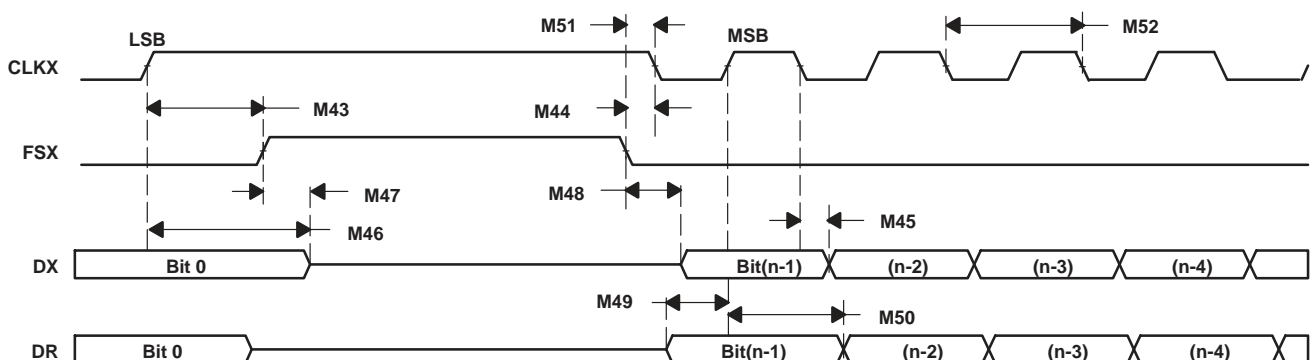 M51
M52
LSB
MSB
CLKX
M43
M44
FSX
M47
M48
M45
M46
DX Bit 0 Bit(n-1) (n-2) (n-3) (n-4)
M49
M50
DR Bit 0 Bit(n-1) (n-2) (n-3) (n-4)